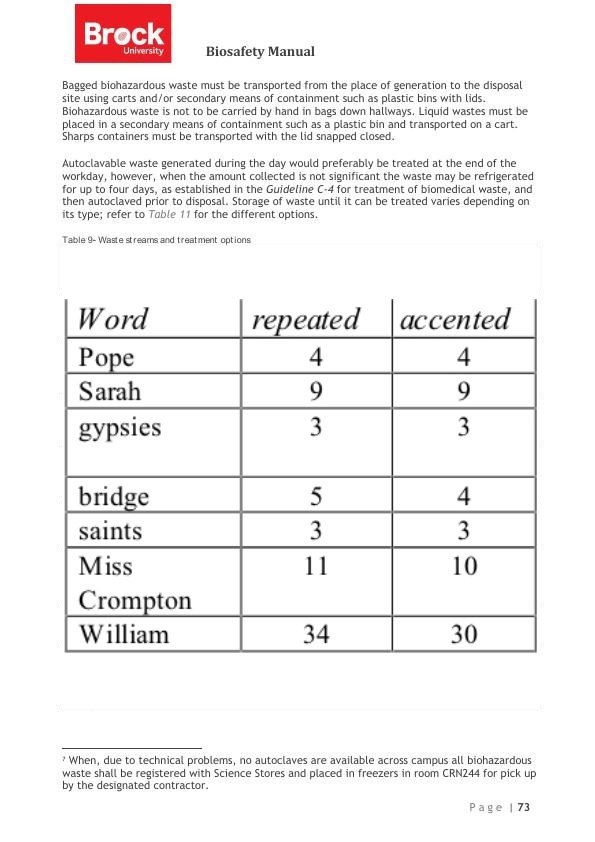 Brock
University
Biosafety Manual
Bagged biohazardous waste must be transported from the place of generation to the disposal
site using carts and/or secondary means of containment such as plastic bins with lids.
Biohazardous waste is not to be carried by hand in bags down hallways. Liquid wastes must be
placed in a secondary means of containment such as a plastic bin and transported on a cart.
Sharps containers must be transported with the lid snapped closed.
Autoclavable waste generated during the day would preferably be treated at the end of the
workday, however, when the amount collected is not significant the waste may be refrigerated
for up to four days, as established in the Guideline C-4 for treatment of biomedical waste, and
then autoclaved prior to disposal. Storage of waste until it can be treated varies depending on
its type; refer to Table 11 for the different options.
Table 9- Waste streams and treatment options
Word repeated accented
Pope 4 4
Sarah 9 9
gypsies 3 3
bridge 5 4
saints 3 3
Miss 11 10
Crompton
William 34 30
7 When, due to technical problems, no autoclaves are available across campus all biohazardous
waste shall be registered with Science Stores and placed in freezers in room CRN244 for pick up
by the designated contractor.
Page | 73